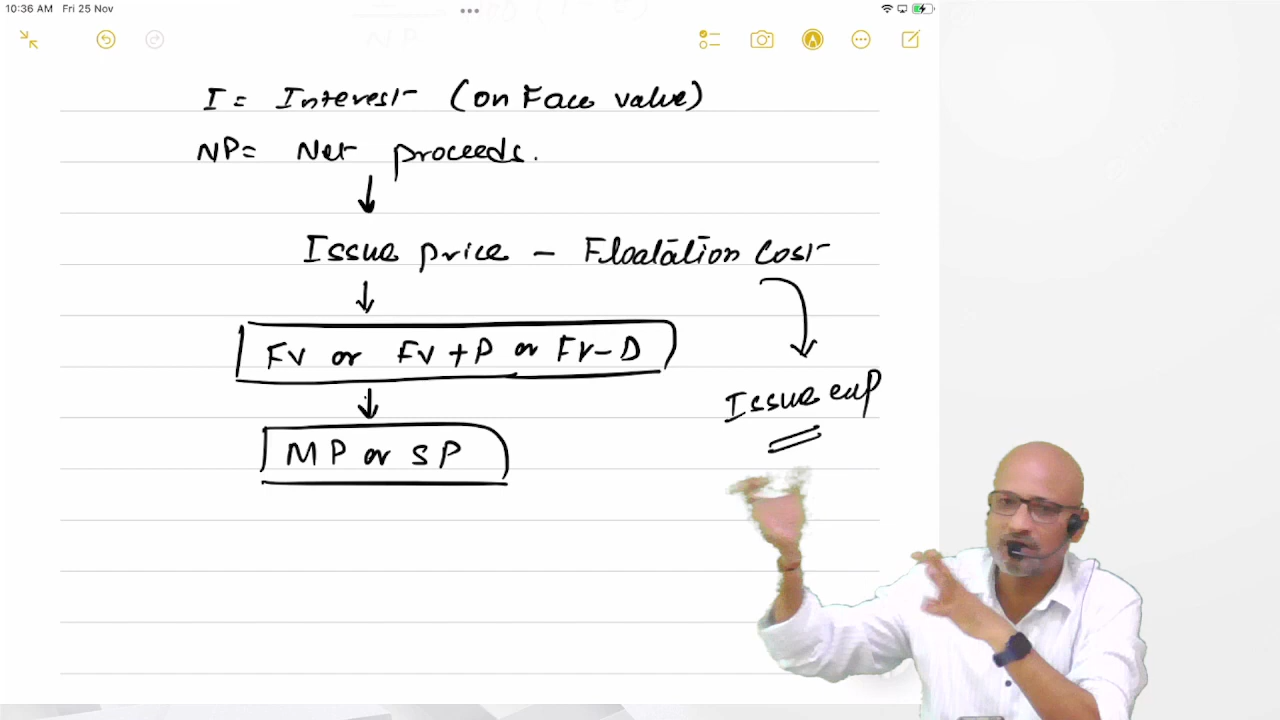 10:36 AM Fri 25 Nov
I = Interest (on Face value)
NP = Net proceeds.
Issue price - Floatation Cost
FV or FV + P or FV - D
Issue exp
MP or SP